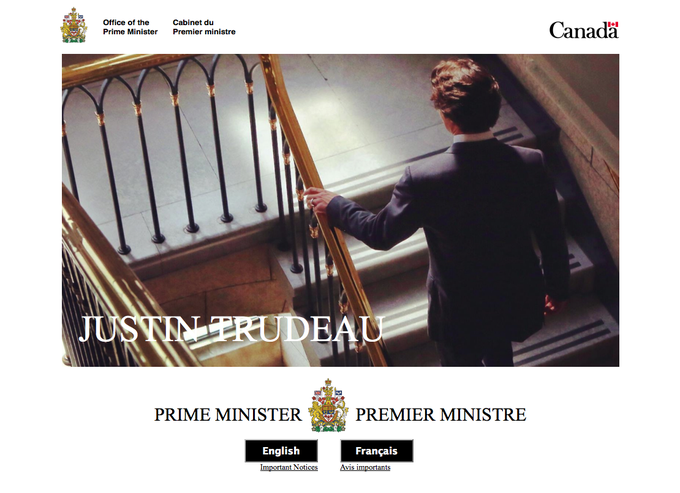 Office of the
Prime Minister
Cabinet du
Premier ministre
Canada
JUSTIN TRUDEAU
PRIME MINISTER
PREMIER MINISTRE
English
Français
Important Notices
Avis importants